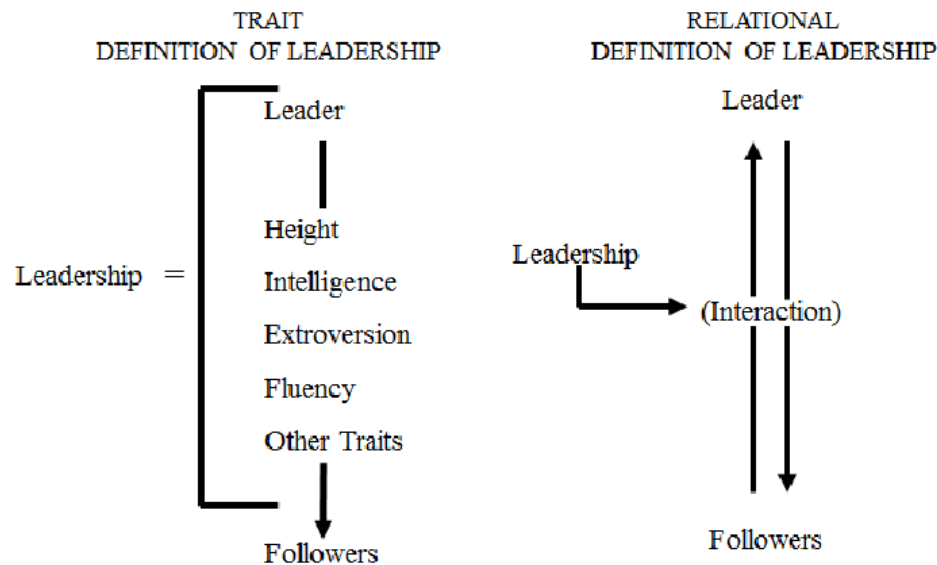 TRAIT
DEFINITION OF LEADERSHIP
Leader
Height
Leadership =
Intelligence
Extroversion
Fluency
Other Traits
Followers
RELATIONAL
DEFINITION OF LEADERSHIP
Leader
Leadership
(Interaction)
Followers